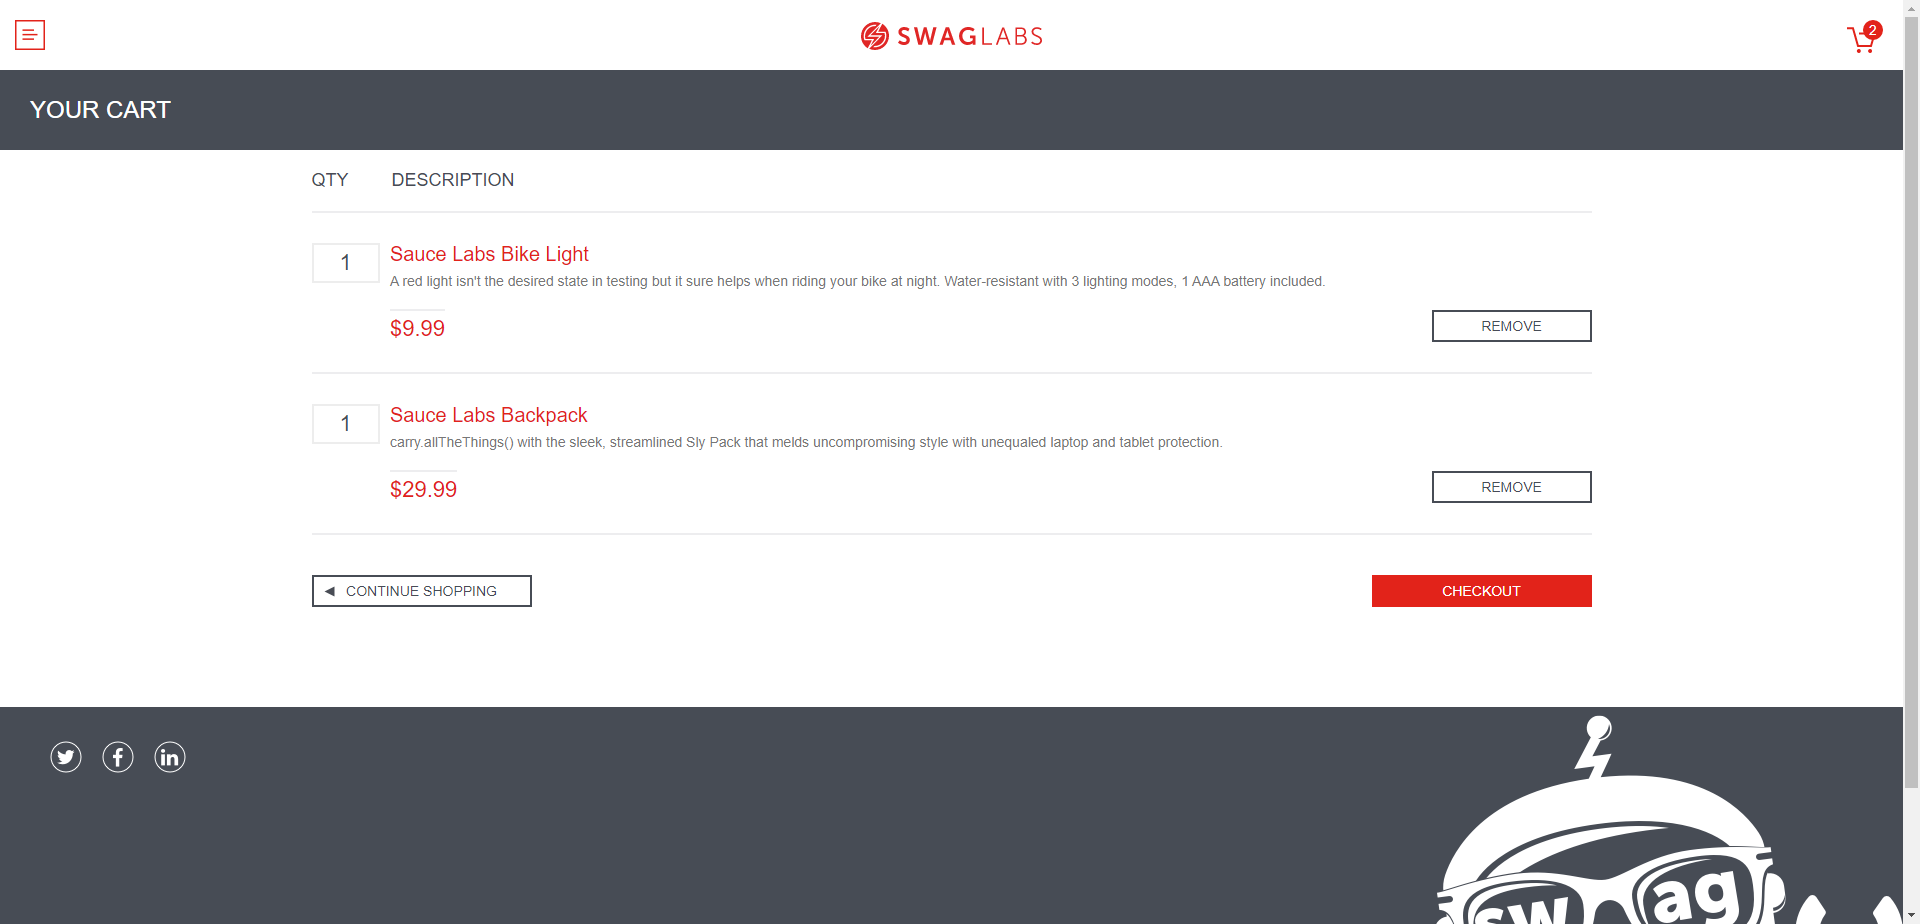 SWAGLABS
2
YOUR CART
QTY DESCRIPTION
1 Sauce Labs Bike Light
A red light isn't the desired state in testing but it sure helps when riding your bike at night. Water-resistant with 3 lighting modes, 1 AAA battery included.
$9.99 REMOVE
1 Sauce Labs Backpack
carry.allTheThings() with the sleek, streamlined Sly Pack that melds uncompromising style with unequaled laptop and tablet protection.
$29.99 REMOVE
CONTINUE SHOPPING CHECKOUT
in
sw ag